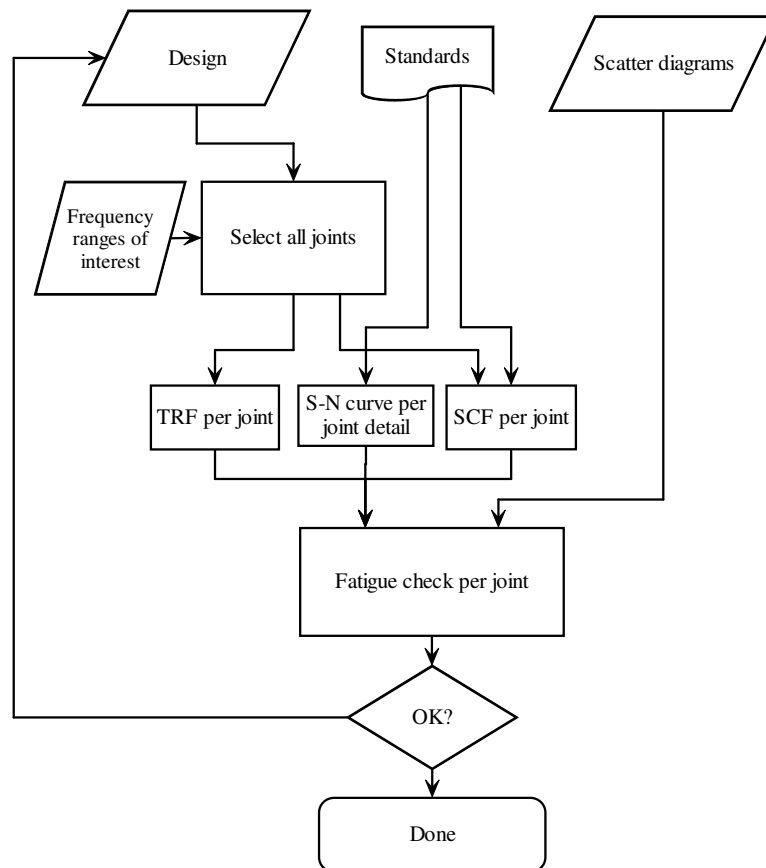 Design
Standards
Scatter diagrams
Frequency
ranges of
interest
Select all joints
TRF per joint
S-N curve per
joint detail
SCF per joint
Fatigue check per joint
OK?
Done